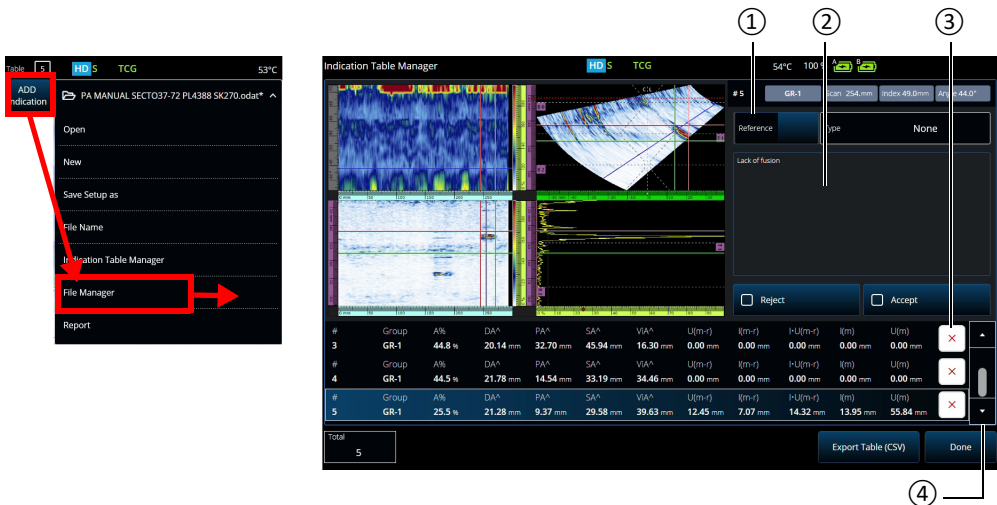 ① ② ③
Table 5 HD S TCG 53°C
ADD
Indication
PA MANUAL SECTO37-72 PL4388 SK270.odat*
Open
New
Save Setup as
File Name
Indication Table Manager
File Manager
Report
Indication Table Manager HD S TCG 54°C 100 % A B
# 5 GR-1 Scan 254.mm Index 49.0mm Angle 44.0°
Reference Type None
Lack of fusion
Reject Accept
# Group A% DA^ PA^ SA^ ViA^ U(m-r) I(m-r) I•U(m-r) I(m) U(m)
3 GR-1 44.8 % 20.14 mm 32.70 mm 45.94 mm 16.30 mm 0.00 mm 0.00 mm 0.00 mm 0.00 mm 0.00 mm
# Group A% DA^ PA^ SA^ ViA^ U(m-r) I(m-r) I•U(m-r) I(m) U(m)
4 GR-1 44.5 % 21.78 mm 14.54 mm 33.19 mm 34.46 mm 0.00 mm 0.00 mm 0.00 mm 0.00 mm 0.00 mm
# Group A% DA^ PA^ SA^ ViA^ U(m-r) I(m-r) I•U(m-r) I(m) U(m)
5 GR-1 25.5 % 21.28 mm 9.37 mm 29.58 mm 39.63 mm 12.45 mm 7.07 mm 14.32 mm 13.95 mm 55.84 mm
Total
5
Export Table (CSV) Done
④